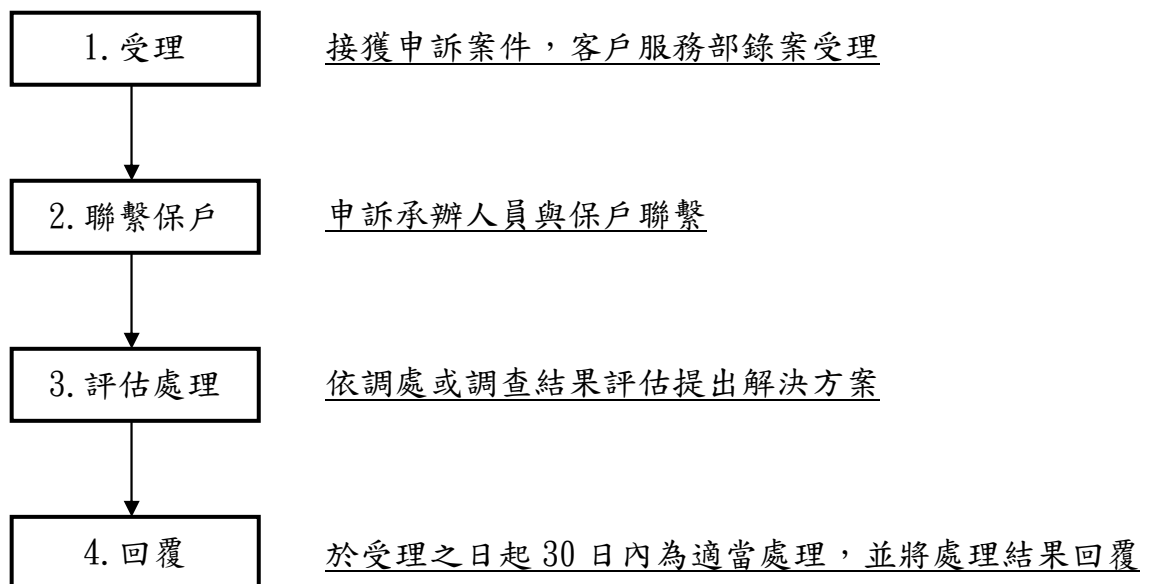 1.受理
接獲申訴案件，客戶服務部錄案受理
2.聯繫保戶
申訴承辦人員與保戶聯繫
3.評估處理
依調處或調查結果評估提出解決方案
4.回覆
於受理之日起 30 日內為適當處理，並將處理結果回覆